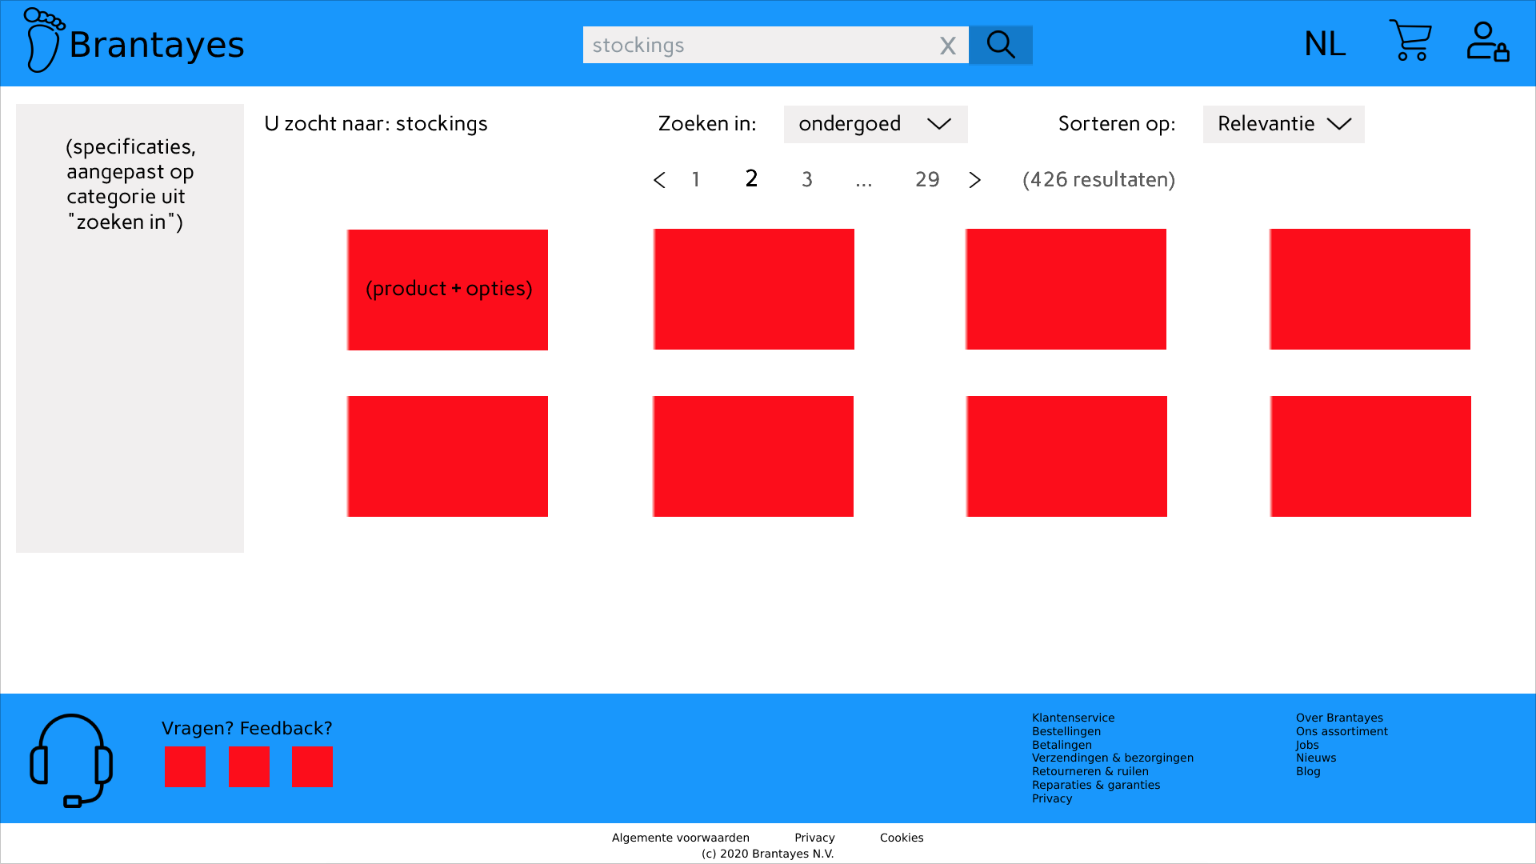 Brantayes
stockings
X
NL
(specificaties,
aangepast op
categorie uit
"zoeken in")
U zocht naar: stockings
Zoeken in:
ondergoed
Sorteren op:
Relevantie
< 1 2 3 ... 29 >
(426 resultaten)
(product + opties)
Vragen? Feedback?
Klantenservice
Bestellingen
Betalingen
Verzendingen & bezorgingen
Retourneren & ruilen
Reparaties & garanties
Privacy
Over Brantayes
Ons assortiment
Jobs
Nieuws
Blog
Algemente voorwaarden
Privacy
Cookies
(c) 2020 Brantayes N.V.